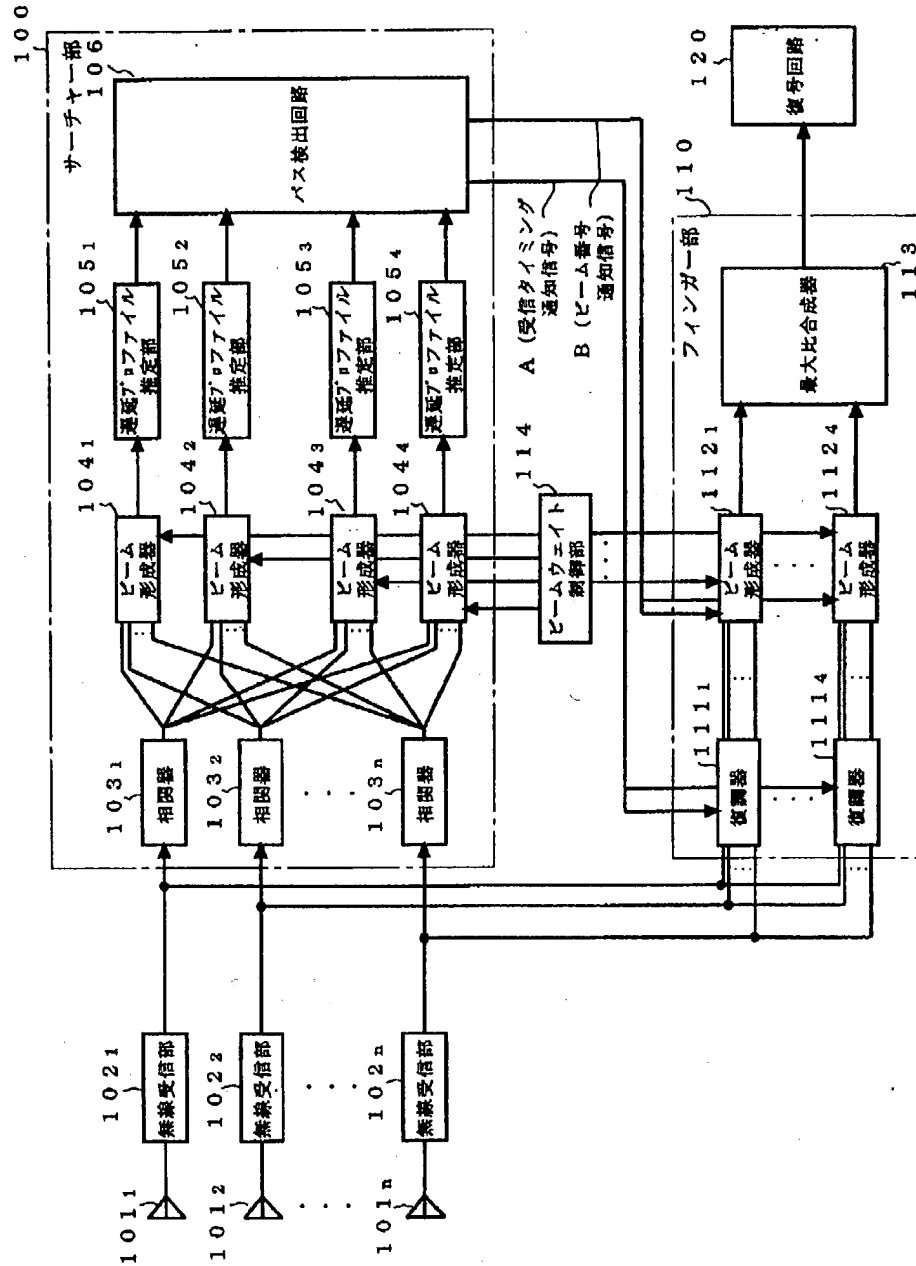 100
サーチャー部
106
パス検出回路
105₁
遅延プロファイル
推定部
105₂
遅延プロファイル
推定部
105₃
遅延プロファイル
推定部
105₄
遅延プロファイル
推定部
104₁
ビーム
形成器
104₂
ビーム
形成器
104₃
ビーム
形成器
104₄
ビーム
形成器
103₁
相関器
103₂
相関器
・・・・
103n
相関器
102₁
無線受信部
102₂
無線受信部
・・・・
102n
無線受信部
101₁
101₂
・・・・
101n
114
ビームウェイト
制御部
・・・
A(受信タイミング
通知信号)
B(ビーム番号
通知信号)
フィンガー部
110
111₁
復調器
・・・・
111₄
復調器
112₁
ビーム
形成器
・・・・
112₄
ビーム
形成器
最大比合成器
113
120
復号回路